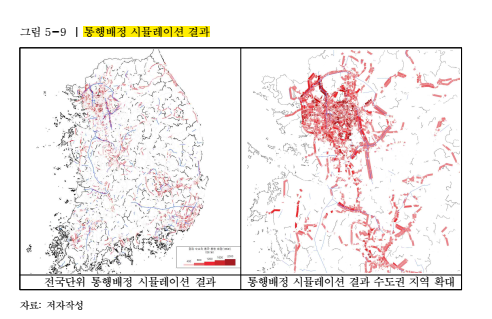 그림 5-9 | 통행배정 시뮬레이션 결과
전국단위 통행배정 시뮬레이션 결과
통행배정 시뮬레이션 결과 수도권 지역 확대
자료: 저자작성